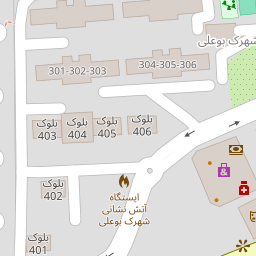 شهرک بوعلی
304-305-306
301-302-303
بلوک
406
بلوک
405
بلوک
404
بلوک
403
بلوک
402
ایستگاه
آتش نشانی
شهرک بوعلی
بلوک
401